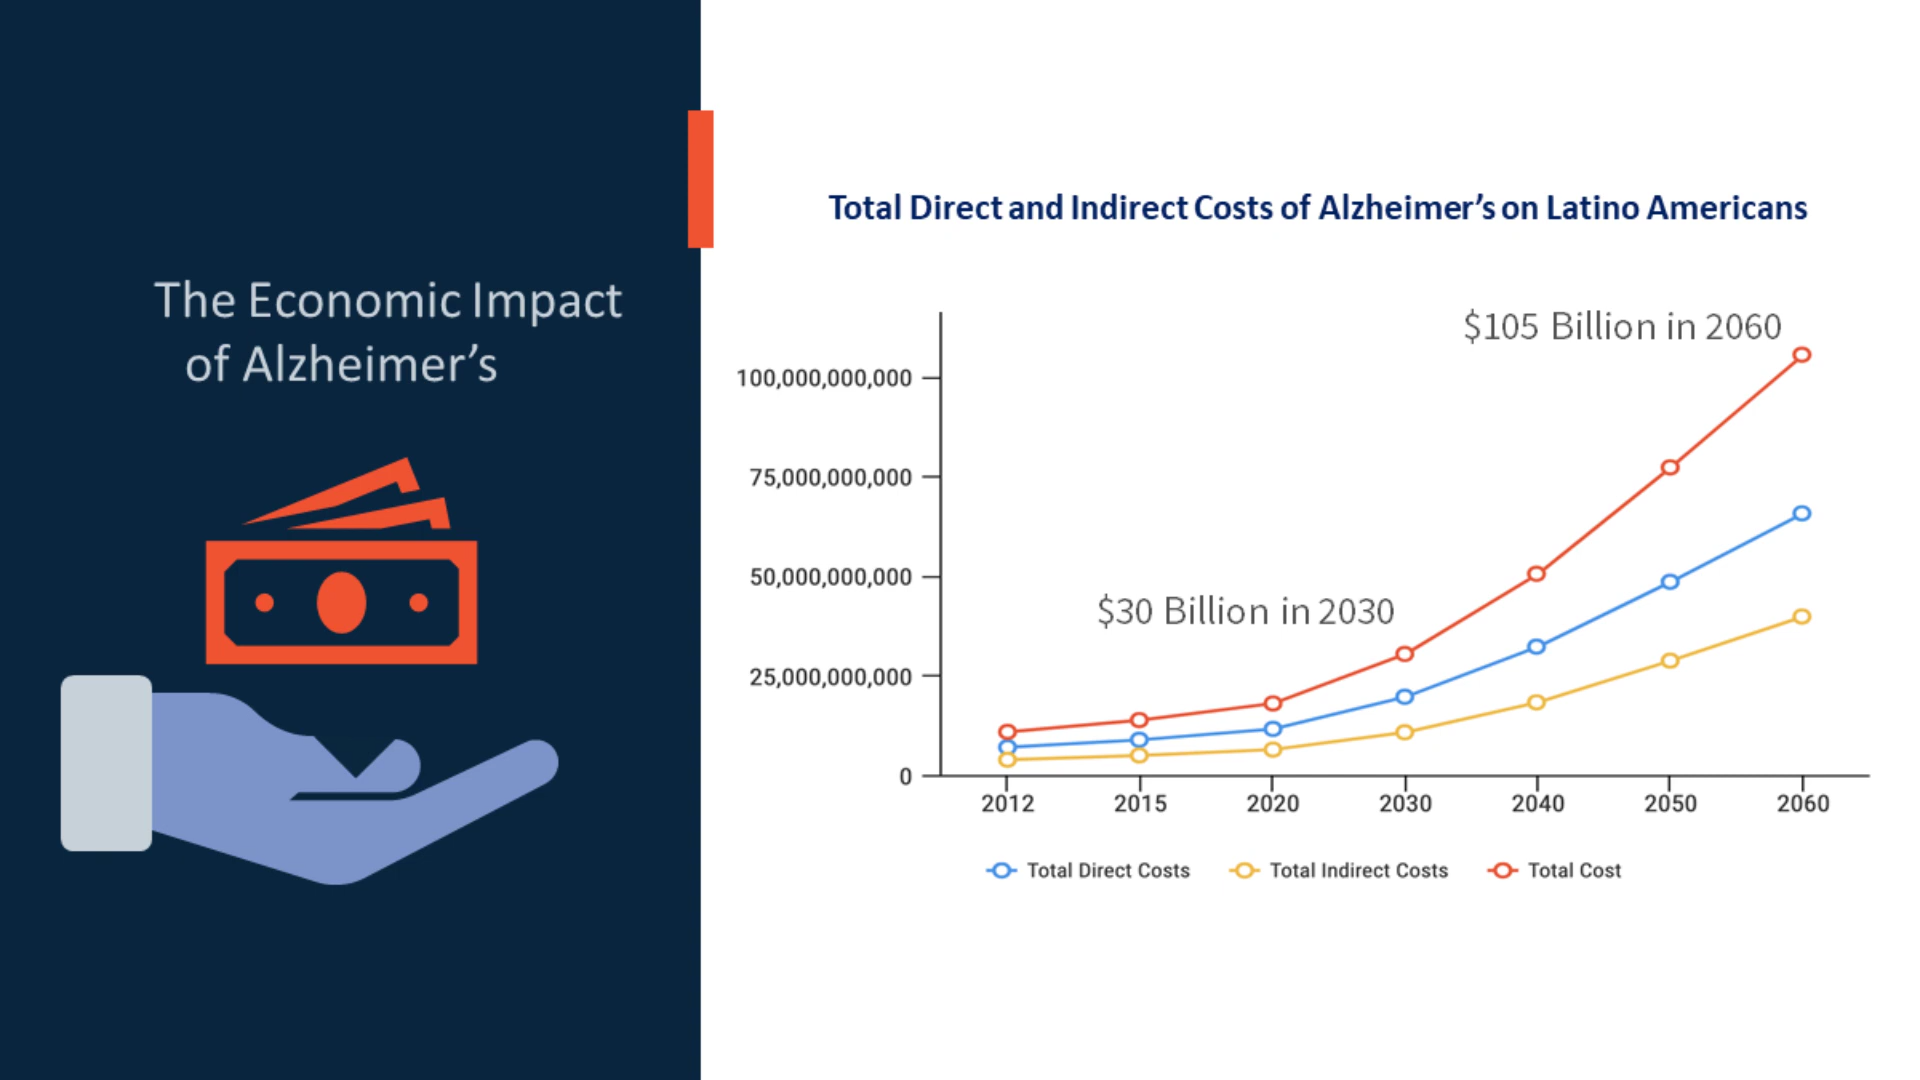 The Economic Impact
of Alzheimer’s
Total Direct and Indirect Costs of Alzheimer’s on Latino Americans
$105 Billion in 2060
100,000,000,000
75,000,000,000
50,000,000,000
$30 Billion in 2030
25,000,000,000
0
2012 2015 2020 2030 2040 2050 2060
Total Direct Costs Total Indirect Costs Total Cost